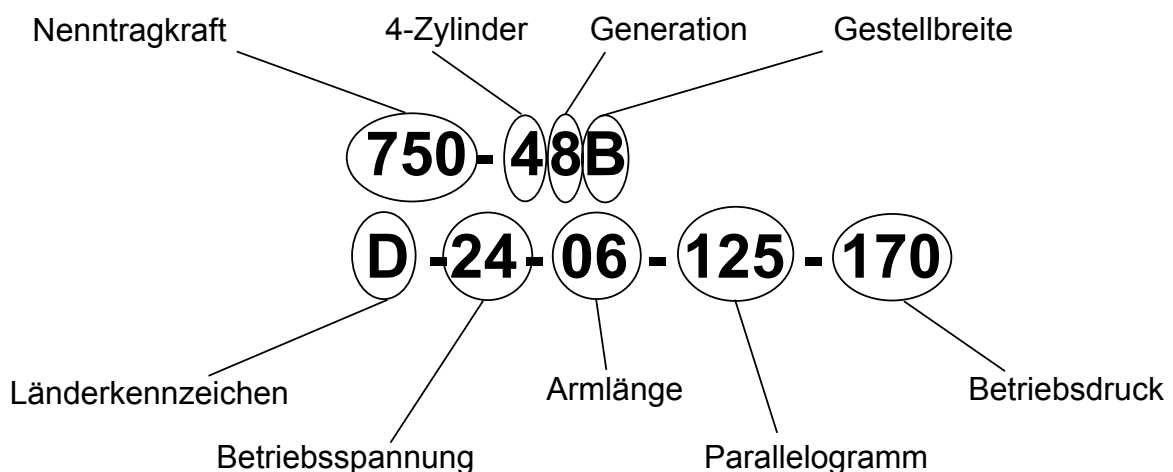 Nenntragkraft 4-Zylinder Generation Gestellbreite
750-48B
D-24-06-125-170
Länderkennzeichen Armlänge Betriebsdruck
Betriebsspannung Parallelogramm